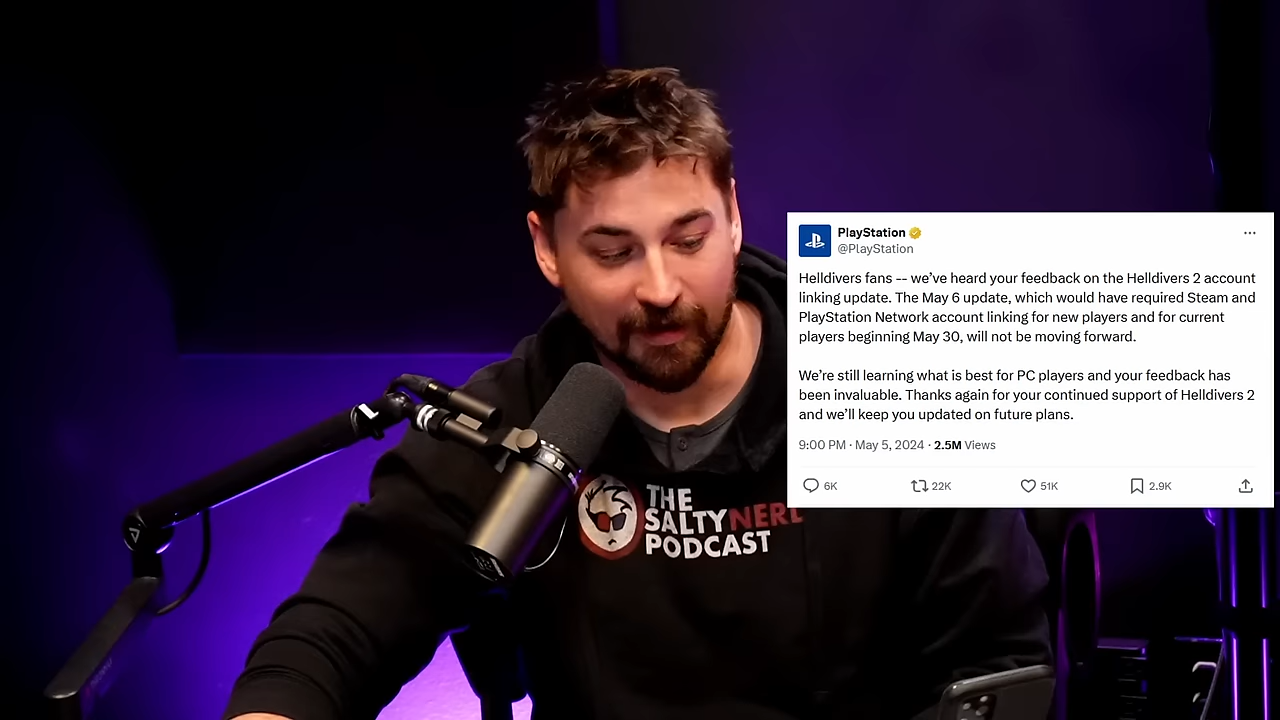 PlayStation
@PlayStation
Helldivers fans -- we've heard your feedback on the Helldivers 2 account
linking update. The May 6 update, which would have required Steam and
PlayStation Network account linking for new players and for current
players beginning May 30, will not be moving forward.
We're still learning what is best for PC players and your feedback has
been invaluable. Thanks again for your continued support of Helldivers 2
and we'll keep you updated on future plans.
9:00 PM · May 5, 2024 · 2.5M Views
6K 22K 51K 2.9K
THE
SALTY NERD
PODCAST